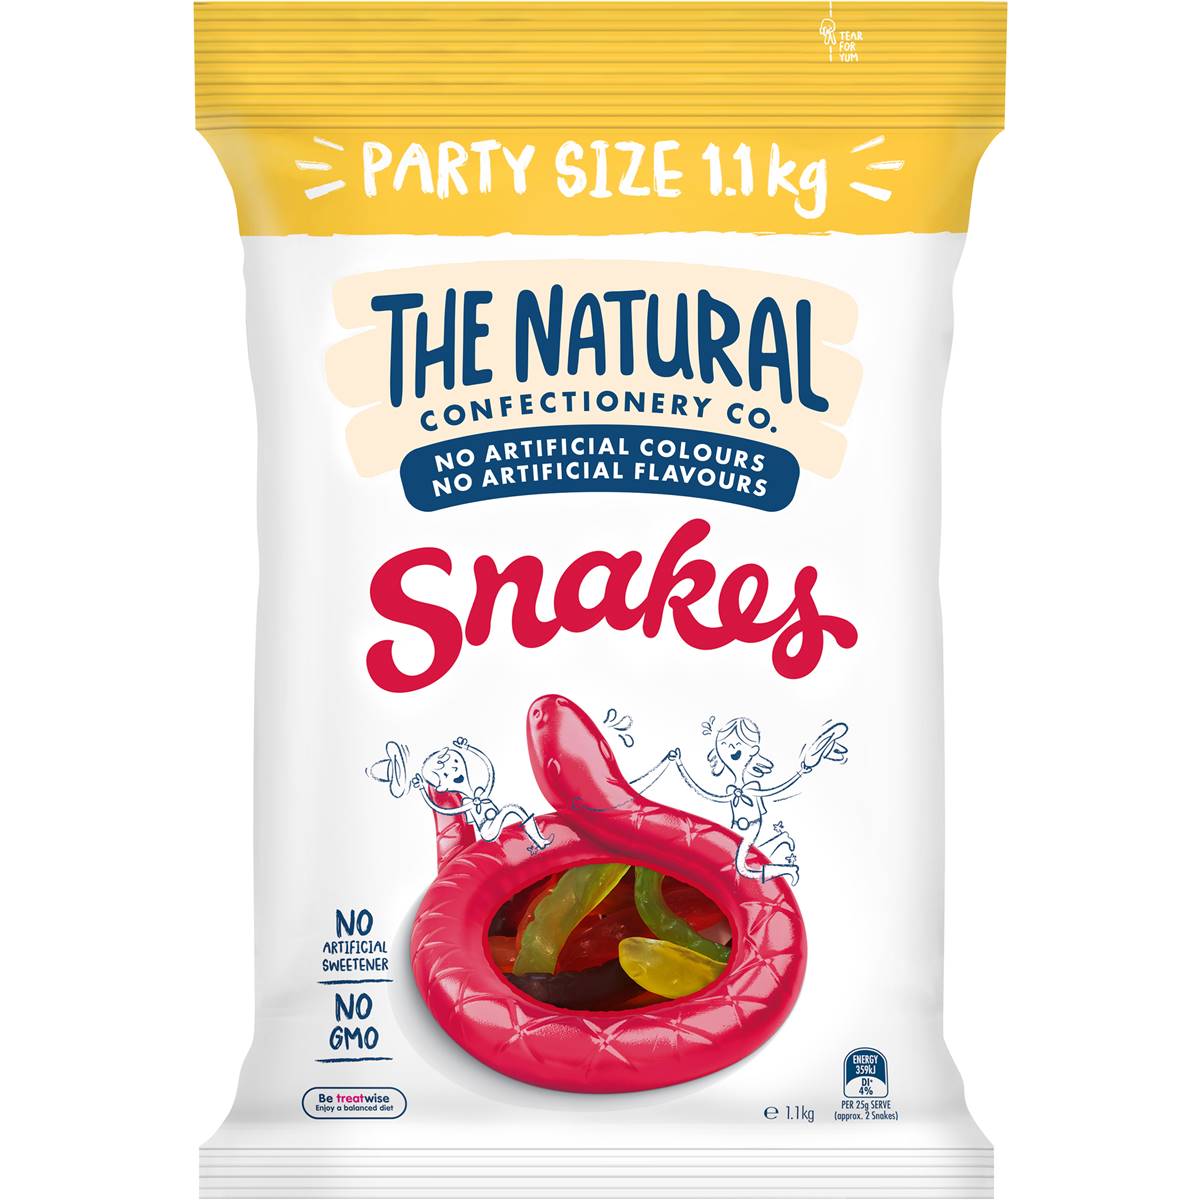 TEAR
FOR
YUM
PARTY SIZE 1.1kg
THE NATURAL
CONFECTIONERY CO.
NO ARTIFICIAL COLOURS
NO ARTIFICIAL FLAVOURS
Snakes
NO
ARTIFICIAL
SWEETENER
NO
GMO
Be treatwise
Enjoy a balanced diet
℮ 1.1kg
ENERGY
359kJ
DI*
4%
PER 25g SERVE
(approx. 2 Snakes)